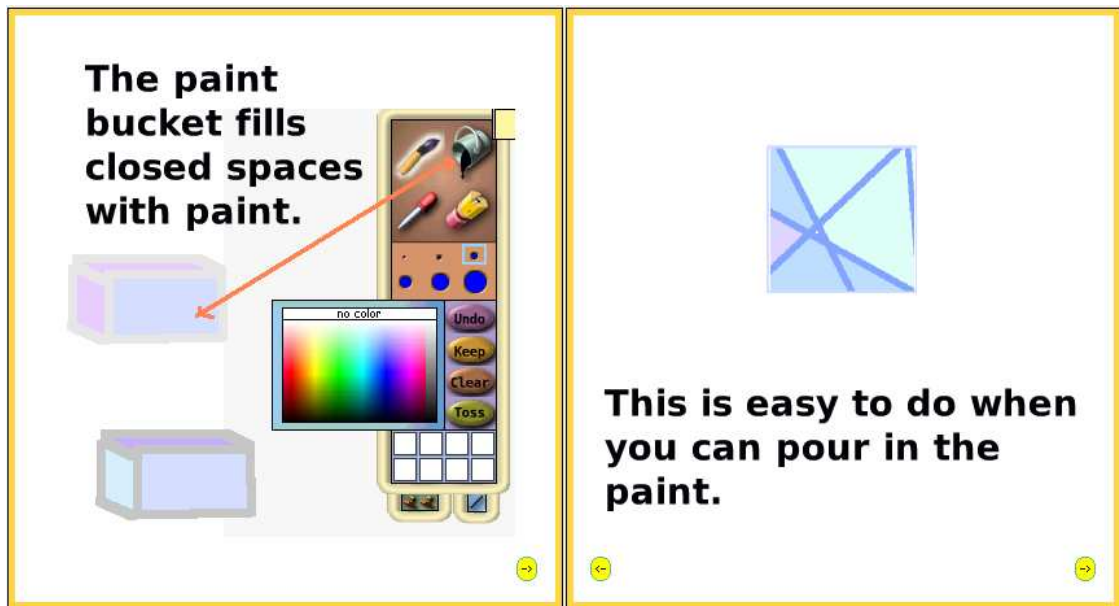 The paint
bucket fills
closed spaces
with paint.
no color
Undo
Keep
Clear
Toss
->
This is easy to do when
you can pour in the
paint.
<-
->